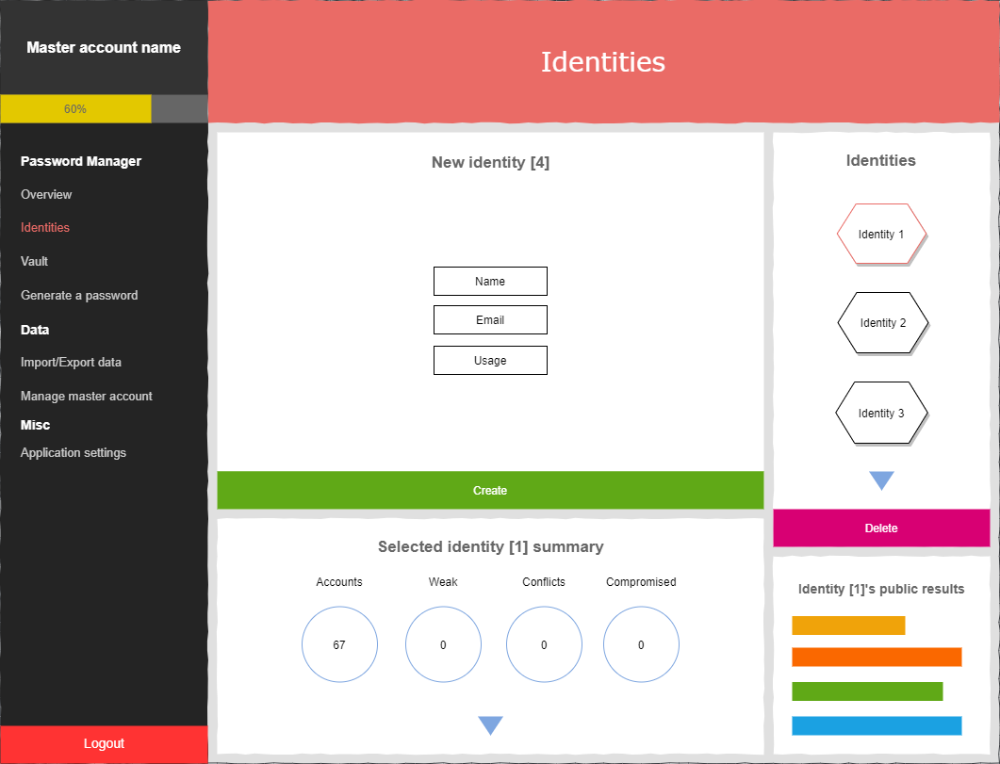 Master account name
60%
Password Manager
Overview
Identities
Vault
Generate a password
Data
Import/Export data
Manage master account
Misc
Application settings
Logout
Identities
New identity [4]
Name
Email
Usage
Create
Selected identity [1] summary
Accounts
Weak
Conflicts
Compromised
67
0
0
0
Identities
Identity 1
Identity 2
Identity 3
Delete
Identity [1]'s public results